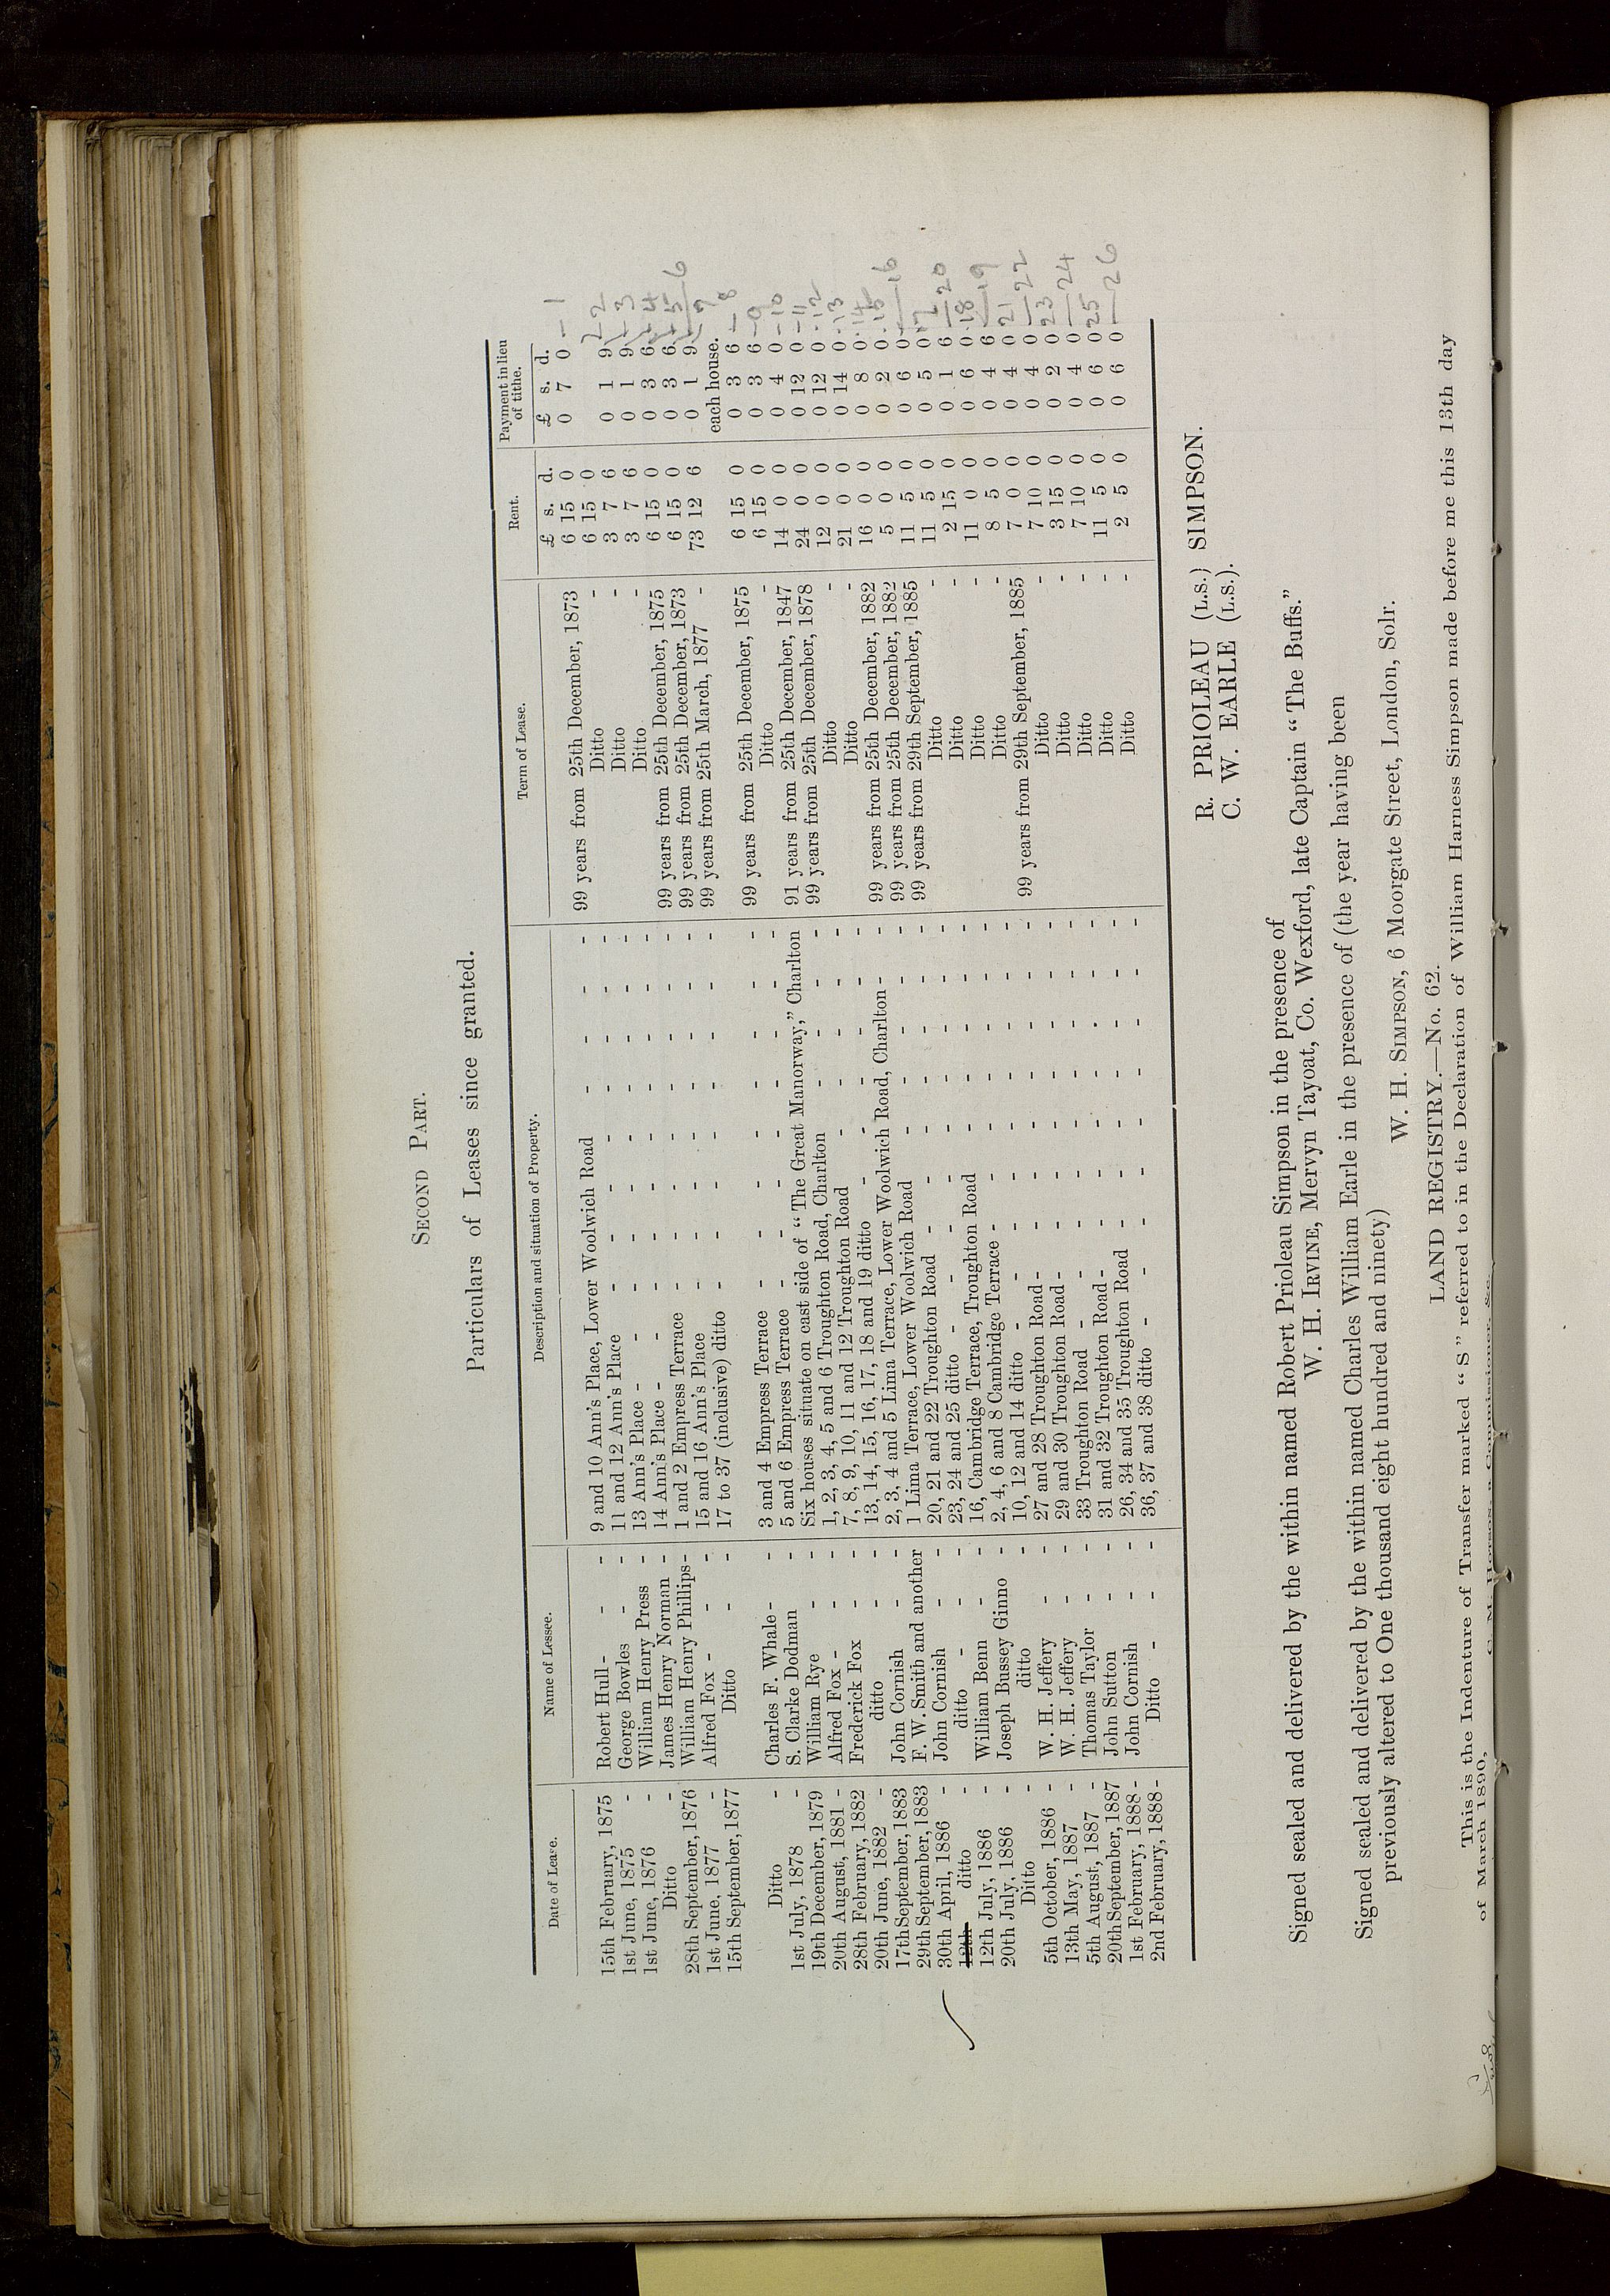 SECOND PART.
Particulars of Leases since granted.
Date of Lease. Name of Lessee. Description and situation of Property. Term of Lease. Rent. Payment in lieu of tithe.
£ s. d. £ s. d.
15th February, 1875 Robert Hull - - - 9 and 10 Ann's Place, Lower Woolwich Road - - - - 99 years from 25th December, 1873 6 15 0 0 7 0 - 1
1st June, 1875 - George Bowles - - 11 and 12 Ann's Place - - - - - - - Ditto - 6 15 0 2
1st June, 1876 - William Henry Press - 13 Ann's Place - - - - - - - - Ditto - 3 7 6 0 1 9 3
Ditto - James Henry Norman - 14 Ann's Place - - - - - - - - Ditto - 3 7 6 0 1 9 4
28th September, 1876 William Henry Phillips - 1 and 2 Empress Terrace - - - - - - - 99 years from 25th December, 1875 6 15 0 0 3 6 5
1st June, 1877 - Alfred Fox - - - 15 and 16 Ann's Place - - - - - - - 99 years from 25th December, 1873 6 15 0 0 3 6 6
15th September, 1877 Ditto - - 17 to 37 (inclusive) ditto - - - - - - - 99 years from 25th March, 1877 - 73 12 6 0 1 9 7
each house. 8
Ditto - Charles F. Whale - - 3 and 4 Empress Terrace - - - - - - - 99 years from 25th December, 1875 6 15 0 0 3 6 -
1st July, 1878 - S. Clarke Dodman - 5 and 6 Empress Terrace - - - - - - - Ditto - 6 15 0 0 3 6 - 9
19th December, 1879 William Rye - - Six houses situate on east side of “The Great Manorway,” Charlton 91 years from 25th December, 1847 14 0 0 0 4 0 - 10
20th August, 1881 - Alfred Fox - - - 1, 2, 3, 4, 5 and 6 Troughton Road, Charlton - - - - 99 years from 25th December, 1878 24 0 0 0 12 0 - 11
28th February, 1882 Frederick Fox - - 7, 8, 9, 10, 11 and 12 Troughton Road - - - - Ditto - 12 0 0 0 12 0 . 12
20th June, 1882 - ditto - - 13, 14, 15, 16, 17, 18 and 19 ditto - - - - - Ditto - 21 0 0 0 14 0 . 13
17th September, 1883 John Cornish - - 2, 3, 4 and 5 Lima Terrace, Lower Woolwich Road, Charlton - - 99 years from 25th December, 1882 16 0 0 0 8 0 . 14
29th September, 1883 F. W. Smith and another 1 Lima Terrace, Lower Woolwich Road - - - - - 99 years from 25th December, 1882 5 0 0 0 2 0 . 15
30th April, 1886 - John Cornish - - 20, 21 and 22 Troughton Road - - - - - - 99 years from 29th September, 1885 11 5 0 0 6 0 16
12th ditto - ditto - - - 23, 24 and 25 ditto - - - - - - - Ditto - 11 5 0 0 5 0 17
12th July, 1886 - William Benn - - 16, Cambridge Terrace, Troughton Road - - - - Ditto - 2 15 0 0 1 6 20
20th July, 1886 - Joseph Bussey Ginno - 2, 4, 6 and 8 Cambridge Terrace - - - - - - Ditto - 11 0 0 0 6 0 . 18
Ditto ditto - 10, 12 and 14 ditto - - - - - - - - Ditto - 8 5 0 0 4 6 19
5th October, 1886 - W. H. Jeffery - - 27 and 28 Troughton Road - - - - - - - 99 years from 29th September, 1885 7 0 0 0 4 0 21
13th May, 1887 - W. H. Jeffery - - 29 and 30 Troughton Road - - - - - - - Ditto - 7 10 0 0 4 0 22
5th August, 1887 - Thomas Taylor - - 33 Troughton Road - - - - - - - - Ditto - 3 15 0 0 2 0 23
20th September, 1887 John Sutton - - 31 and 32 Troughton Road - - - - - - - Ditto - 7 10 0 0 4 0 24
1st February, 1888 - John Cornish - - 26, 34 and 35 Troughton Road - - - - - - Ditto - 11 5 0 0 6 0 25
2nd February, 1888 - Ditto - - - 36, 37 and 38 ditto - - - - - - - - Ditto - 2 5 0 0 6 0 26
R. PRIOLEAU (L.S.) SIMPSON.
C. W. EARLE (L.S.).
Signed sealed and delivered by the within named Robert Prioleau Simpson in the presence of
W. H. IRVINE, Mervyn Tayoat, Co. Wexford, late Captain “The Buffs.”
Signed sealed and delivered by the within named Charles William Earle in the presence of (the year having been
previously altered to One thousand eight hundred and ninety)
W. H. SIMPSON, 6 Moorgate Street, London, Solr.
LAND REGISTRY.—No. 62.
This is the Indenture of Transfer marked “S” referred to in the Declaration of William Harness Simpson made before me this 13th day
of March 1890,